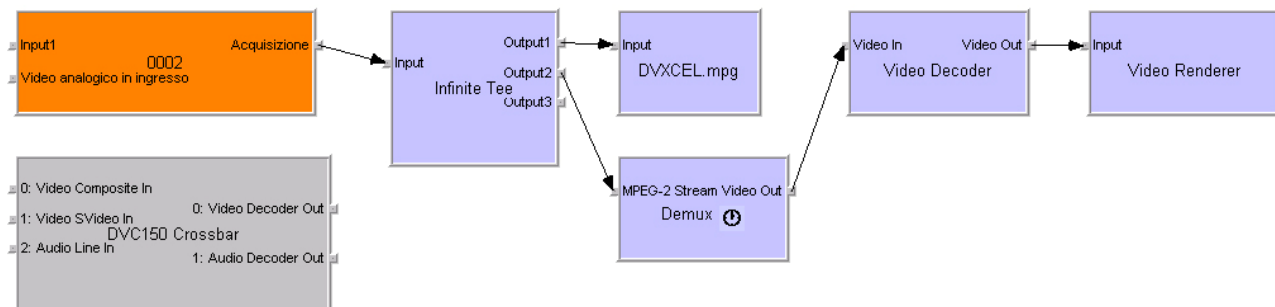 Input1
Acquisizione
0002
Video analogico in ingresso
Input
Output1
Output2
Infinite Tee
Output3
Input
DVXCEL.mpg
Video In
Video Out
Video Decoder
Input
Video Renderer
0: Video Composite In
0: Video Decoder Out
1: Video SVideo In
DVC150 Crossbar
2: Audio Line In
1: Audio Decoder Out
MPEG-2 Stream
Video Out
Demux